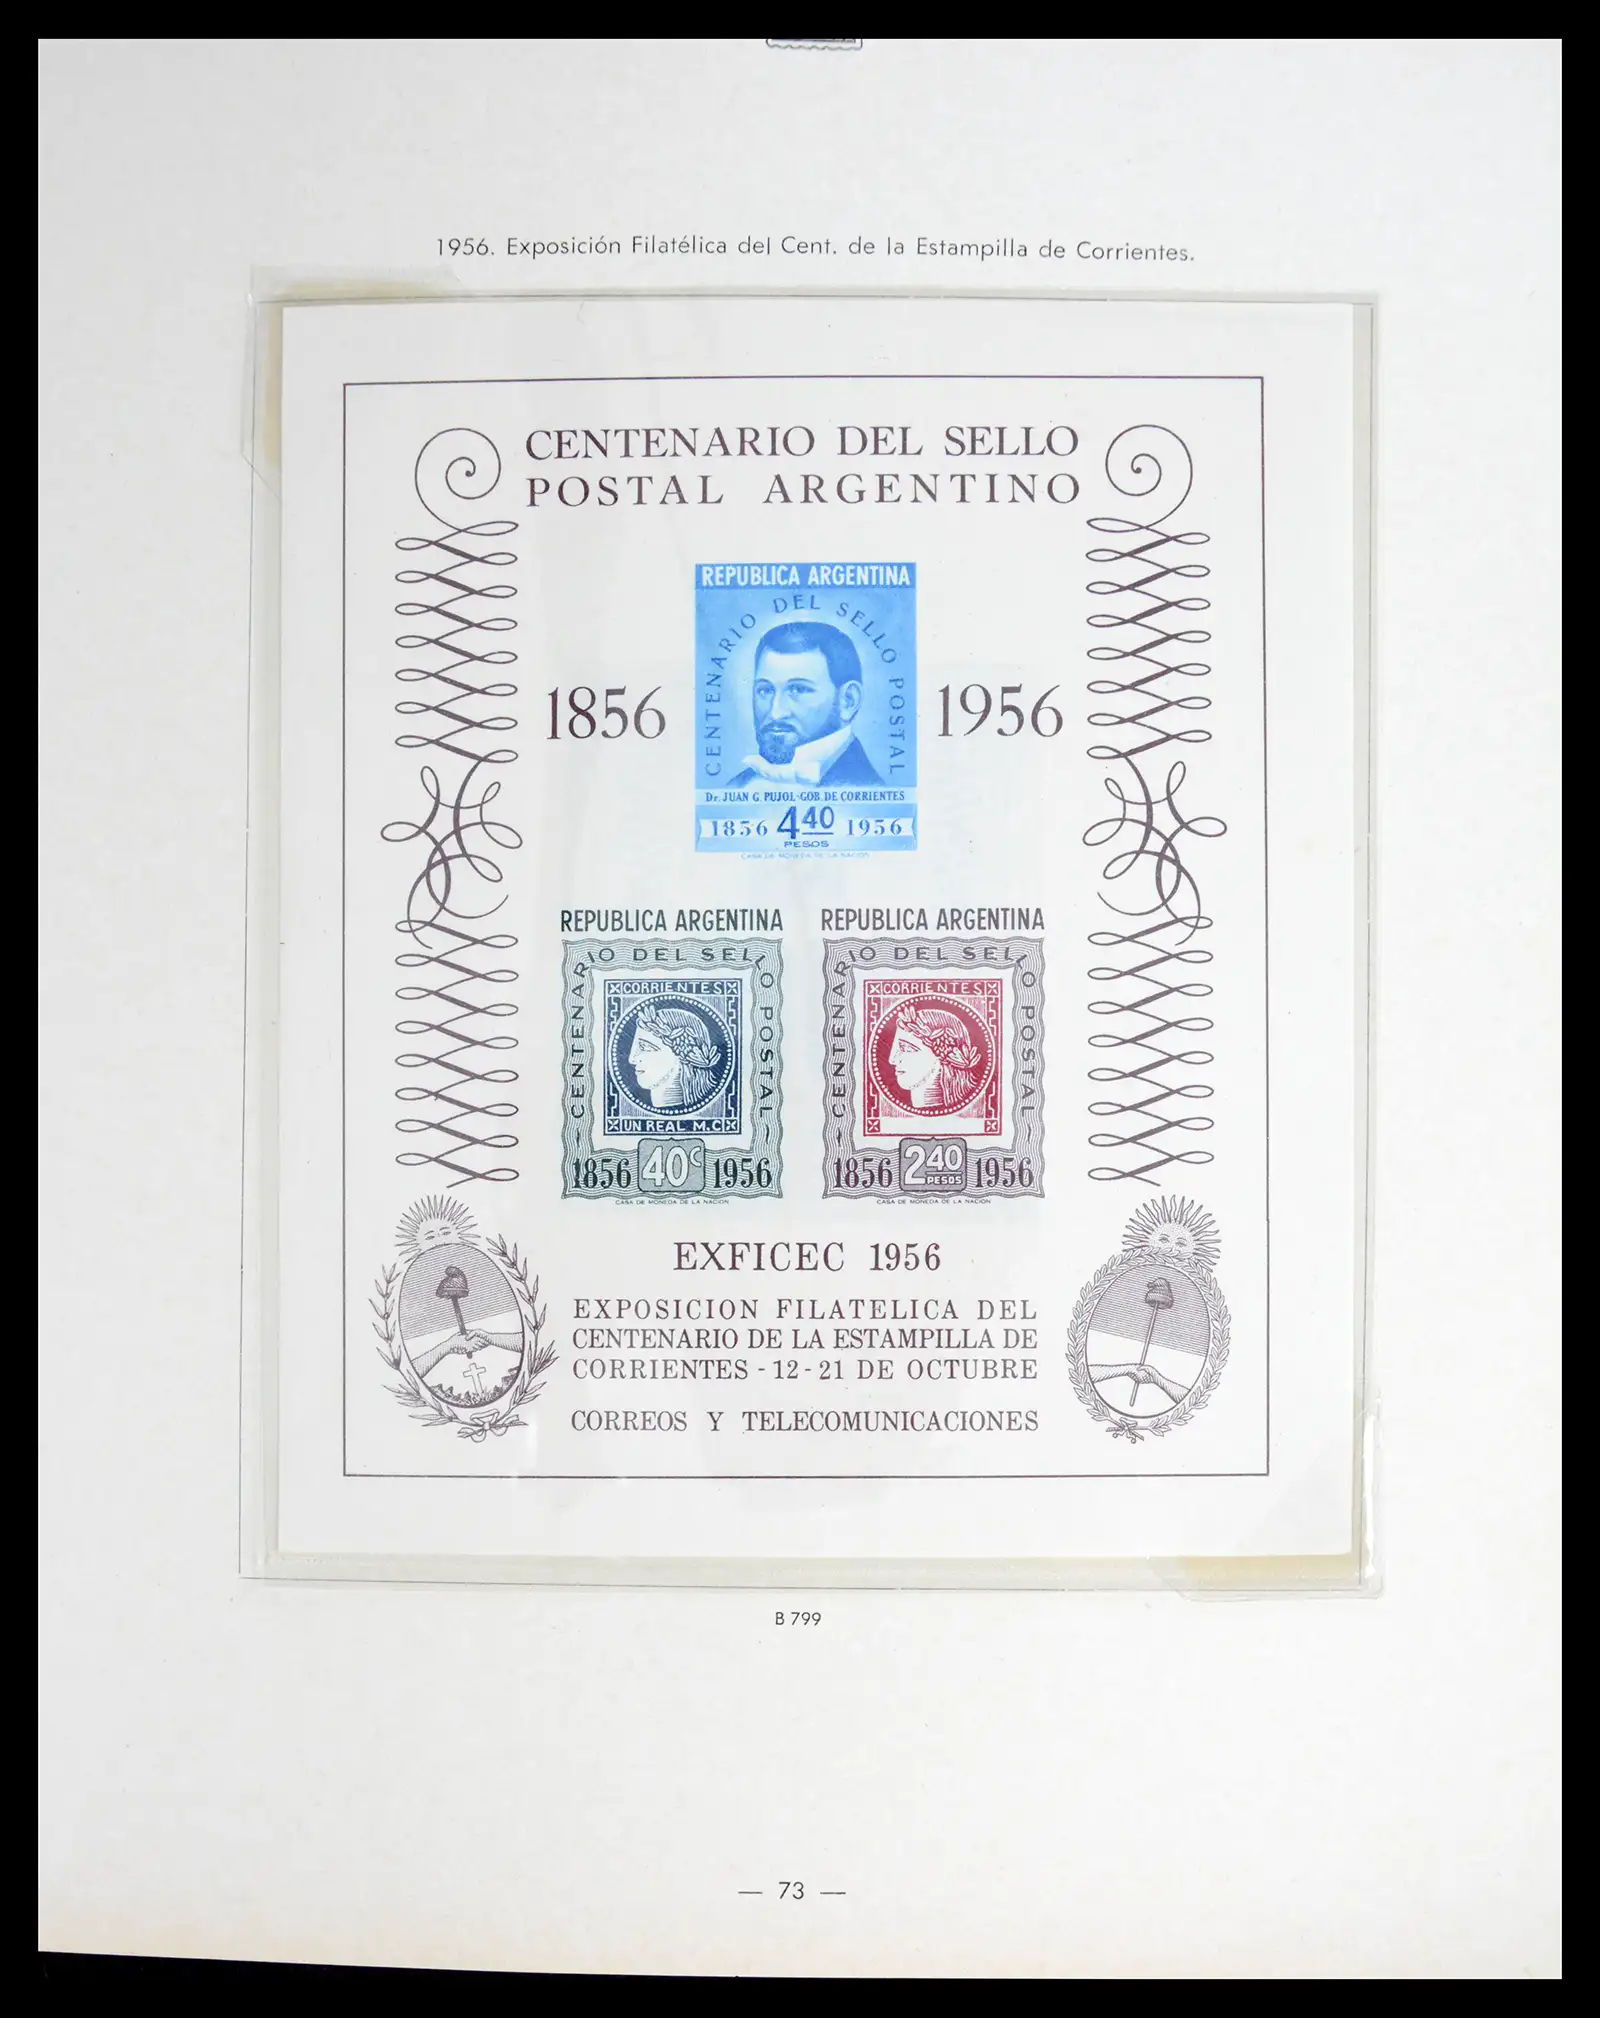 1956. Exposición Filatélica del Cent. de la Estampilla de Corrientes.
CENTENARIO DEL SELLO
POSTAL ARGENTINO
REPUBLICA ARGENTINA
CENTENARIO DEL SELLO POSTAL
1856
1956
Dr. JUAN G. PUJOL-GOB. DE CORRIENTES
1856 4 40 1956
PESOS
CASA DE MONEDA DE LA NACION
REPUBLICA ARGENTINA
CENTENARIO DEL SELLO POSTAL
CORRIENTES
UN REAL M.C.
1856 40c 1956
CASA DE MONEDA DE LA NACION
REPUBLICA ARGENTINA
CENTENARIO DEL SELLO POSTAL
CORRIENTES
1856 2 40 1956
PESOS
CASA DE MONEDA DE LA NACION
EXFICEC 1956
EXPOSICION FILATELICA DEL
CENTENARIO DE LA ESTAMPILLA DE
CORRIENTES - 12 - 21 DE OCTUBRE
CORREOS Y TELECOMUNICACIONES
B 799
— 73 —